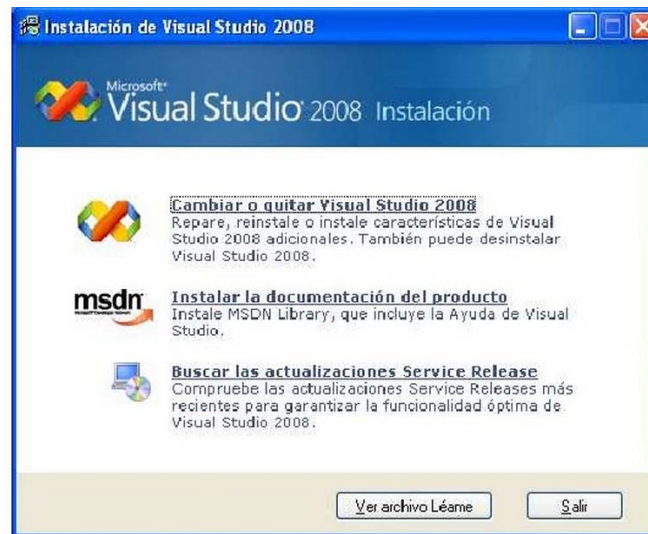 Instalación de Visual Studio 2008
Microsoft
Visual Studio 2008 Instalación
Cambiar o quitar Visual Studio 2008
Repare, reinstale o instale características de Visual
Studio 2008 adicionales. También puede desinstalar
Visual Studio 2008.
msdn
Instalar la documentación del producto
Instale MSDN Library, que incluye la Ayuda de Visual
Studio.
Buscar las actualizaciones Service Release
Compruebe las actualizaciones Service Releases más
recientes para garantizar la funcionalidad óptima de
Visual Studio 2008.
Ver archivo Léame
Salir